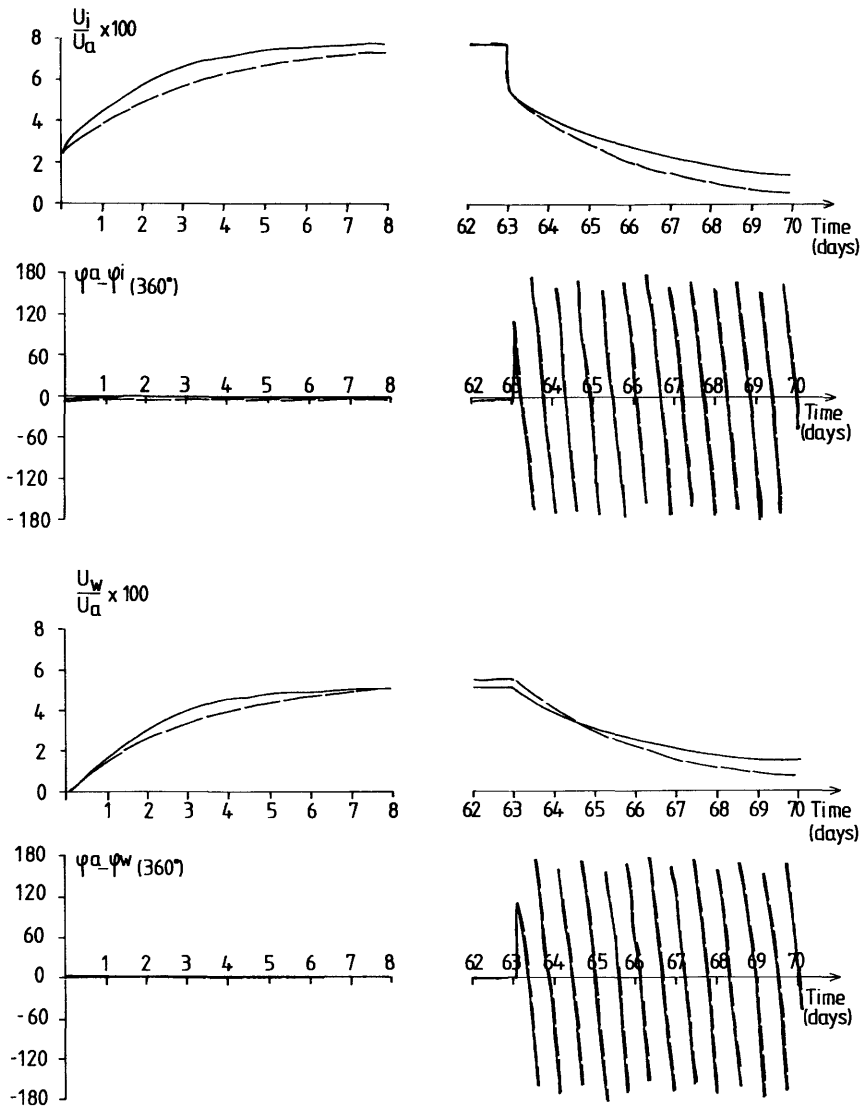 Ui/Ua x100
8
6
4
2
0
1 2 3 4 5 6 7 8
62 63 64 65 66 67 68 69 70 Time
(days)
φa-φi (360°)
180
120
60
0
-60
-120
-180
1 2 3 4 5 6 7 8
62 63 64 65 66 67 68 69 70
Time
(days)
Uw/Ua x 100
8
6
4
2
0
1 2 3 4 5 6 7 8
62 63 64 65 66 67 68 69 70 Time
(days)
φa-φw (360°)
180
120
60
0
-60
-120
-180
1 2 3 4 5 6 7 8
62 63 64 65 66 67 68 69 70
Time
(days)